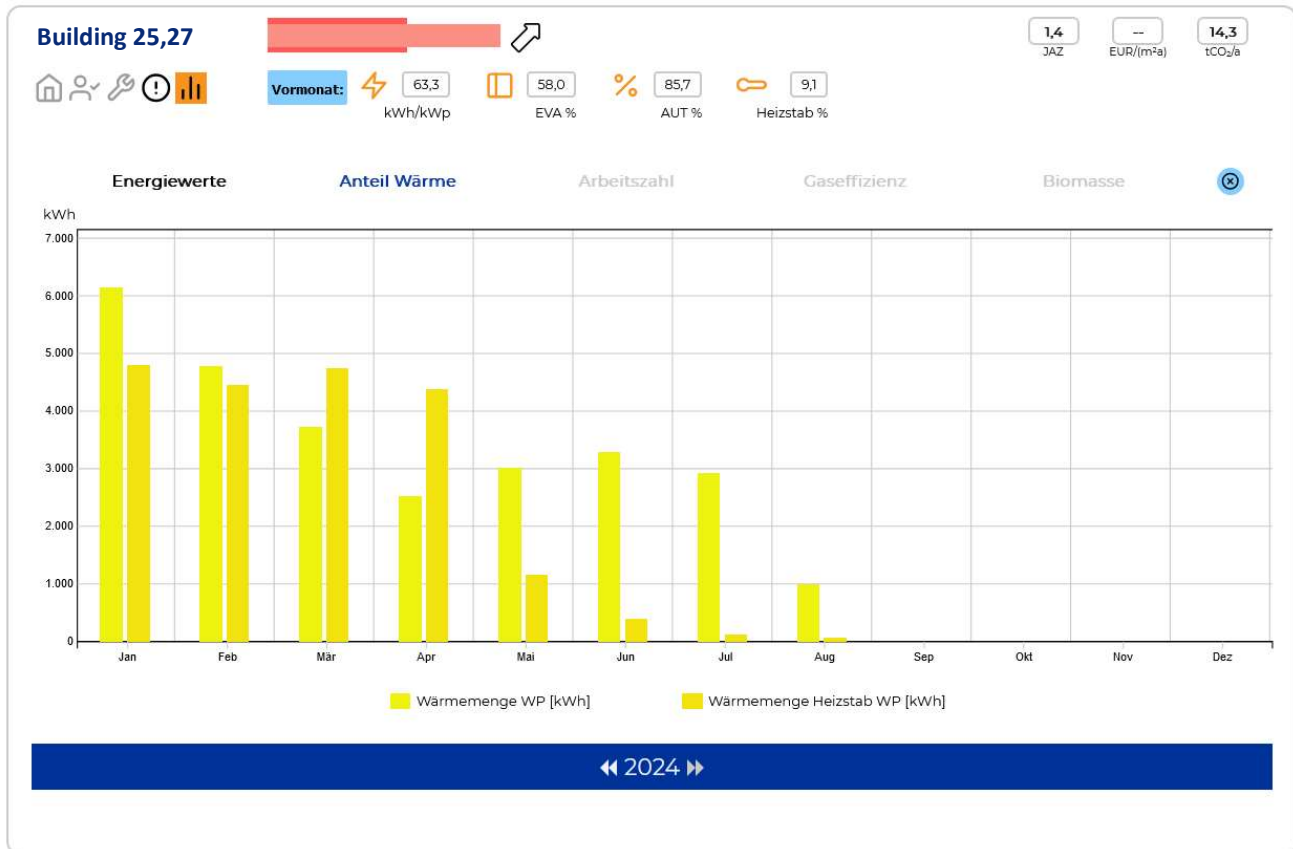 Building 25,27
1,4
JAZ
--
EUR/(m²a)
14,3
tCO₂/a
Vormonat:
63,3
kWh/kWp
58,0
EVA %
85,7
AUT %
9,1
Heizstab %
Energiewerte
Anteil Wärme
Arbeitszahl
Gaseffizienz
Biomasse
kWh
7.000
6.000
5.000
4.000
3.000
2.000
1.000
0
Jan Feb Mär Apr Mai Jun Jul Aug Sep Okt Nov Dez
Wärmemenge WP [kWh]
Wärmemenge Heizstab WP [kWh]
2024